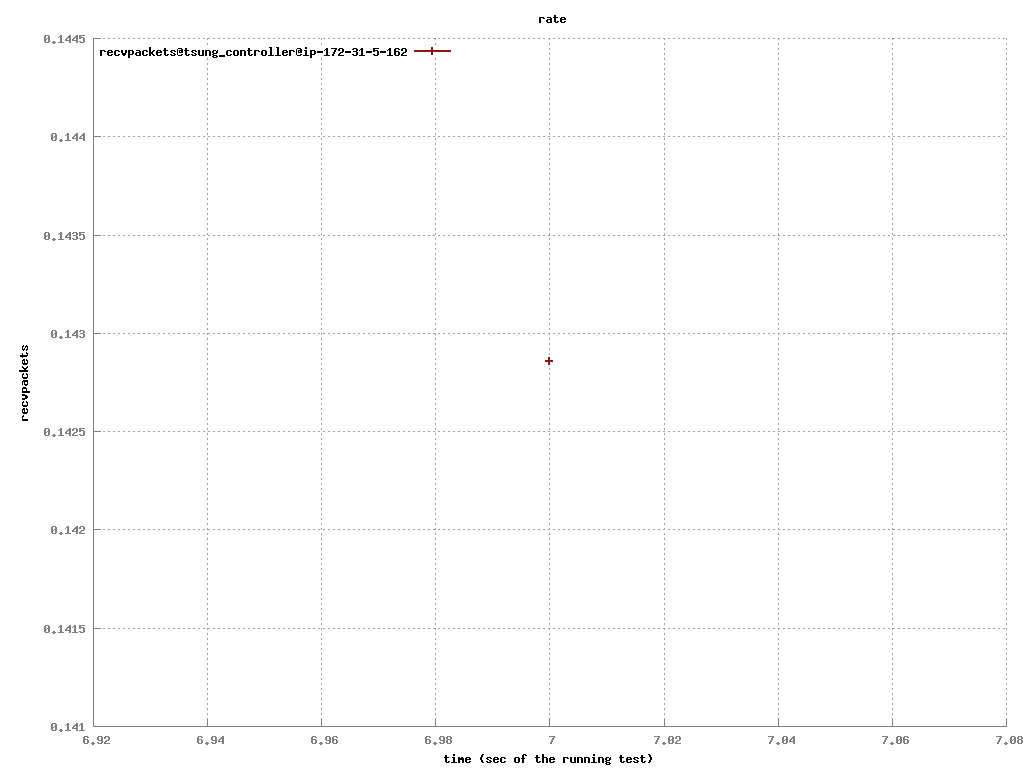 rate
0.1445
recvpackets@tsung_controller@ip-172-31-5-162
0.144
0.1435
0.143
recvpackets
0.1425
0.142
0.1415
0.141
6.92 6.94 6.96 6.98 7 7.02 7.04 7.06 7.08
time (sec of the running test)